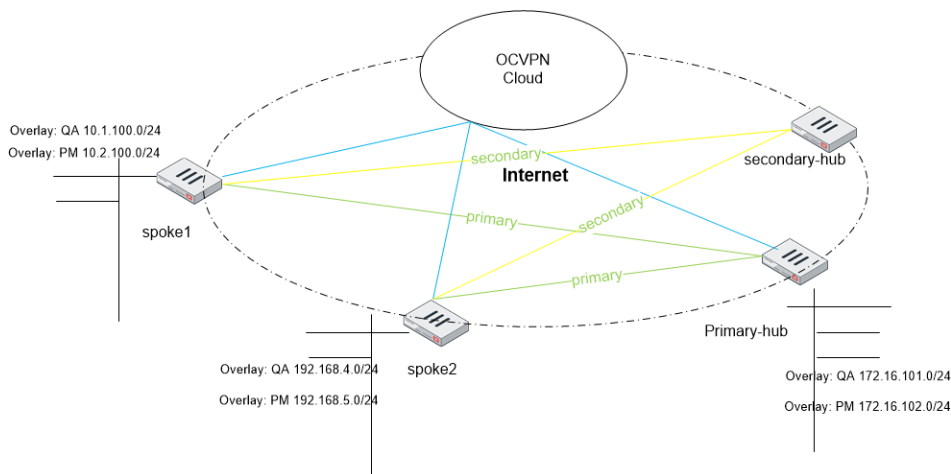 OCVPN
Cloud
Overlay: QA 10.1.100.0/24
Overlay: PM 10.2.100.0/24
secondary
Internet
secondary-hub
spoke1
primary
secondary
primary
Primary-hub
spoke2
Overlay: QA 192.168.4.0/24
Overlay: PM 192.168.5.0/24
Overlay: QA 172.16.101.0/24
Overlay: PM 172.16.102.0/24